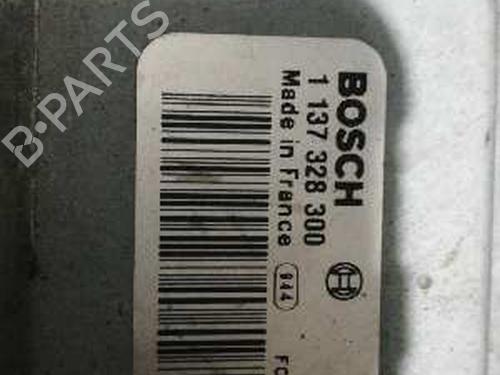 BOSCH
1 137 328 300
Made in France
944
FC
B-PARTS